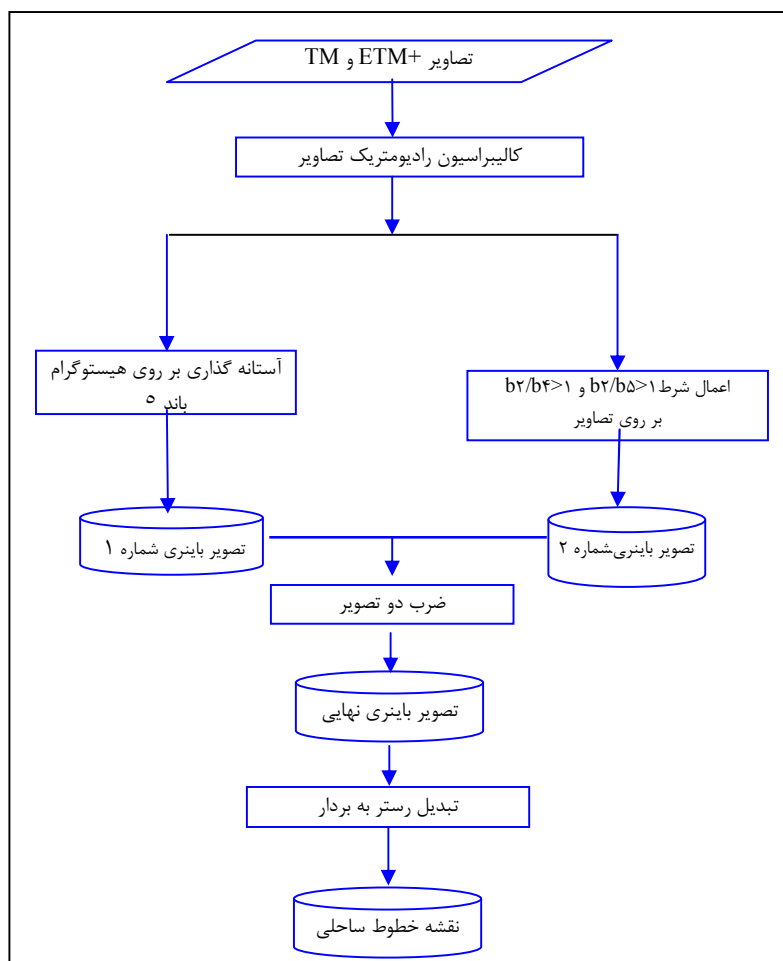 تصاویر ETM+ و TM
کالیبراسیون رادیومتریک تصاویر
آستانه گذاری بر روی هیستوگرام
باند ٥
اعمال شرط b۲/b۵>۱ و b۲/b۴>۱
بر روی تصاویر
تصویر باینری شماره ۱
تصویر باینری شماره ۲
ضرب دو تصویر
تصویر باینری نهایی
تبدیل رستر به بردار
نقشه خطوط ساحلی